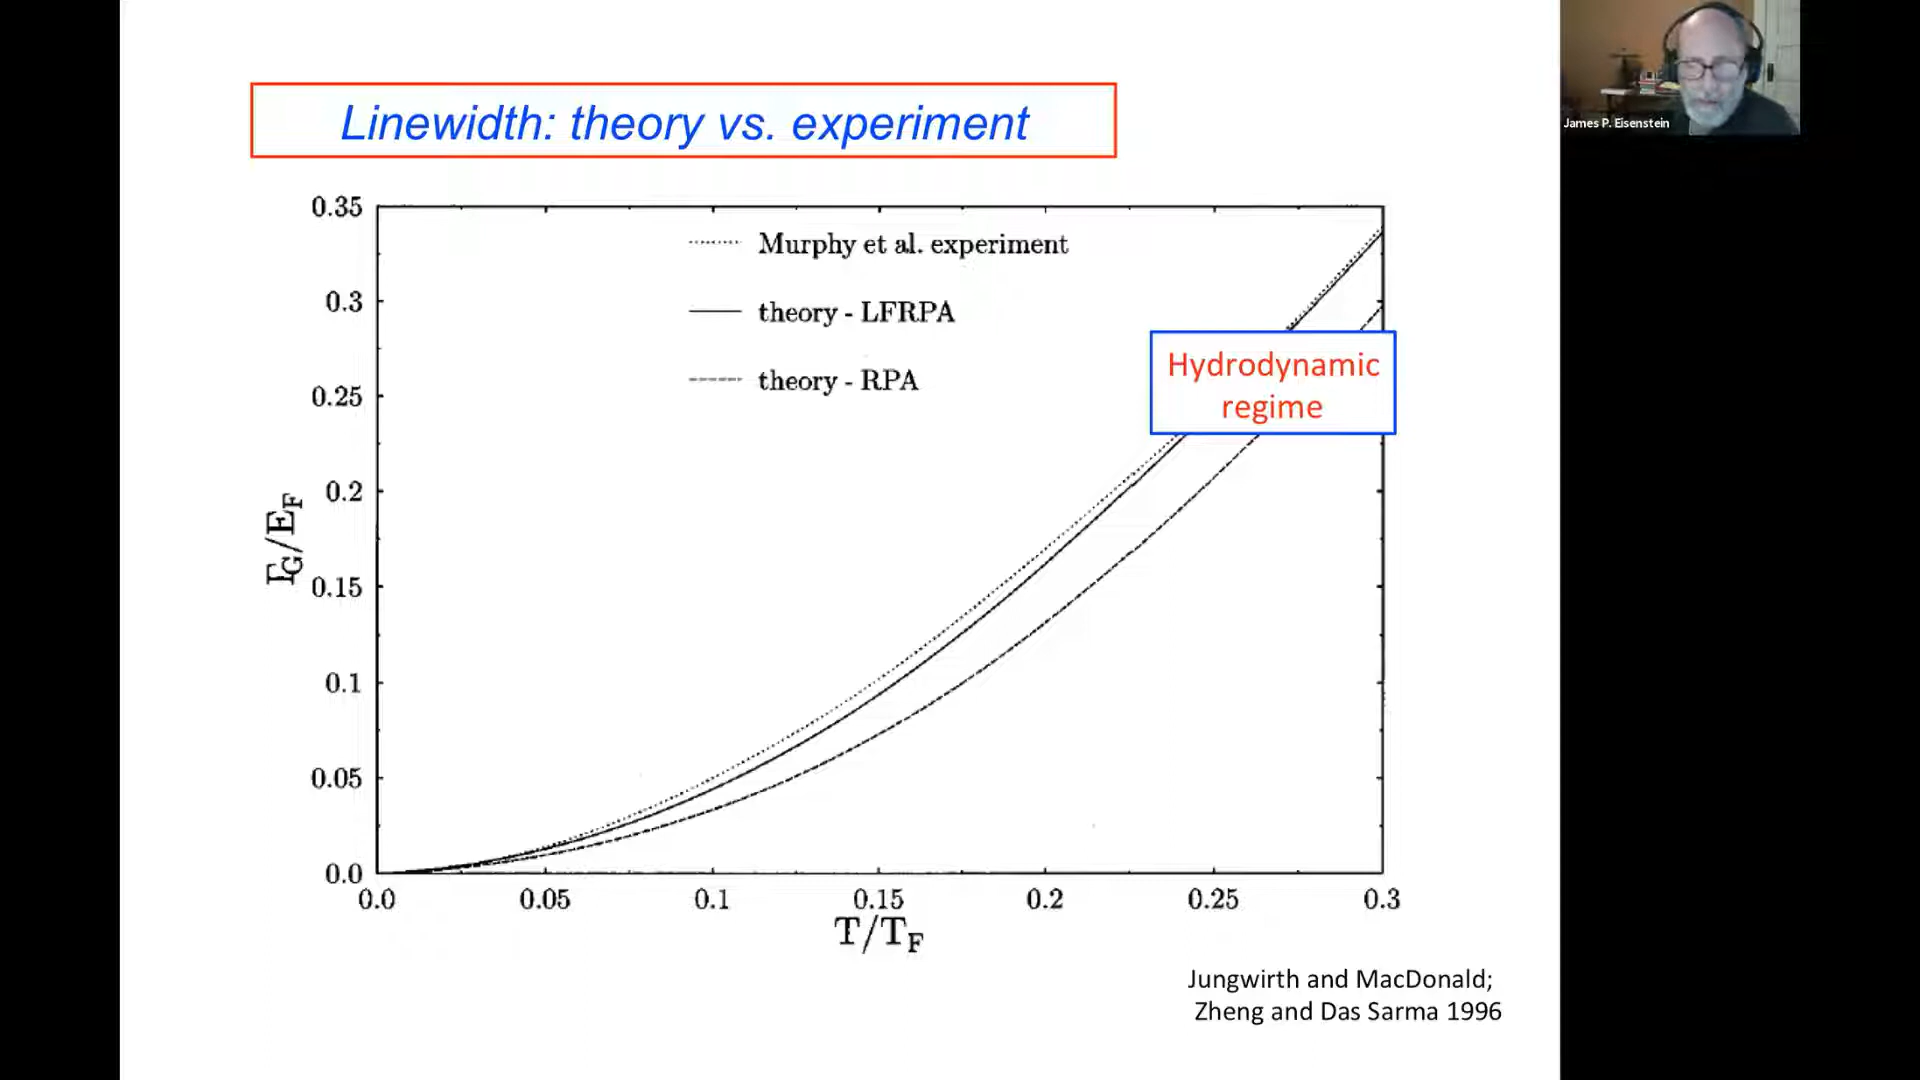 James P. Eisenstein
Linewidth: theory vs. experiment
0.35
0.3
0.25
0.2
0.15
0.1
0.05
0.0
Γ_G/E_F
Murphy et al. experiment
theory - LFRPA
theory - RPA
Hydrodynamic
regime
0.0 0.05 0.1 0.15 0.2 0.25 0.3
T/T_F
Jungwirth and MacDonald;
Zheng and Das Sarma 1996